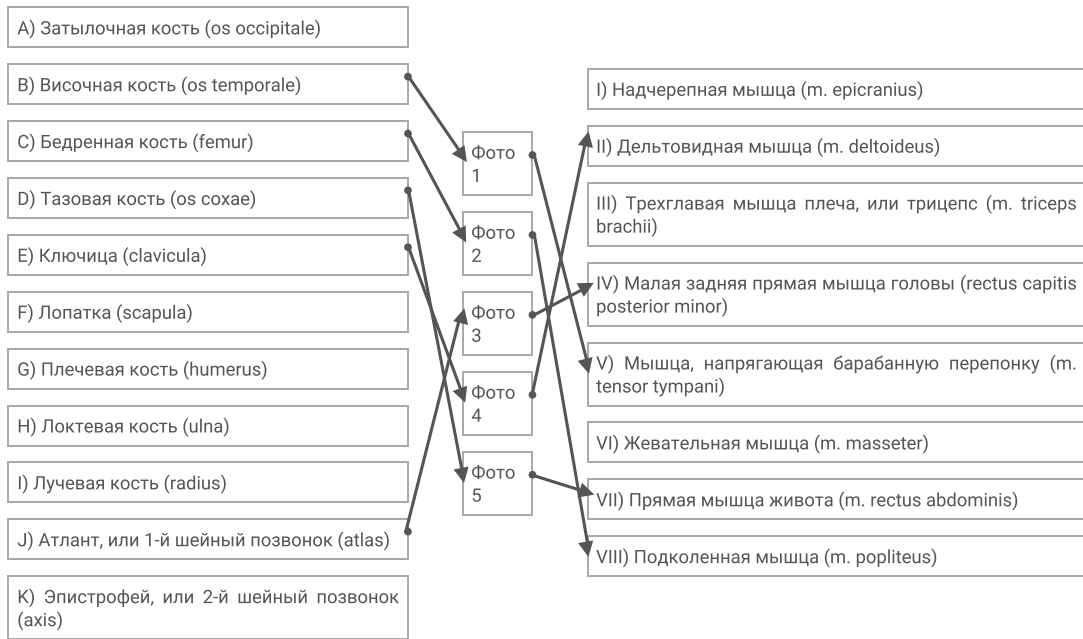 A) Затылочная кость (os occipitale)
B) Височная кость (os temporale)
C) Бедренная кость (femur)
D) Тазовая кость (os coxae)
E) Ключица (clavicula)
F) Лопатка (scapula)
G) Плечевая кость (humerus)
H) Локтевая кость (ulna)
I) Лучевая кость (radius)
J) Атлант, или 1-й шейный позвонок (atlas)
K) Эпистрофей, или 2-й шейный позвонок
(axis)
Фото
1
Фото
2
Фото
3
Фото
4
Фото
5
I) Надчерепная мышца (m. epicranius)
II) Дельтовидная мышца (m. deltoideus)
III) Трехглавая мышца плеча, или трицепс (m. triceps
brachii)
IV) Малая задняя прямая мышца головы (rectus capitis
posterior minor)
V) Мышца, напрягающая барабанную перепонку (m.
tensor tympani)
VI) Жевательная мышца (m. masseter)
VII) Прямая мышца живота (m. rectus abdominis)
VIII) Подколенная мышца (m. popliteus)